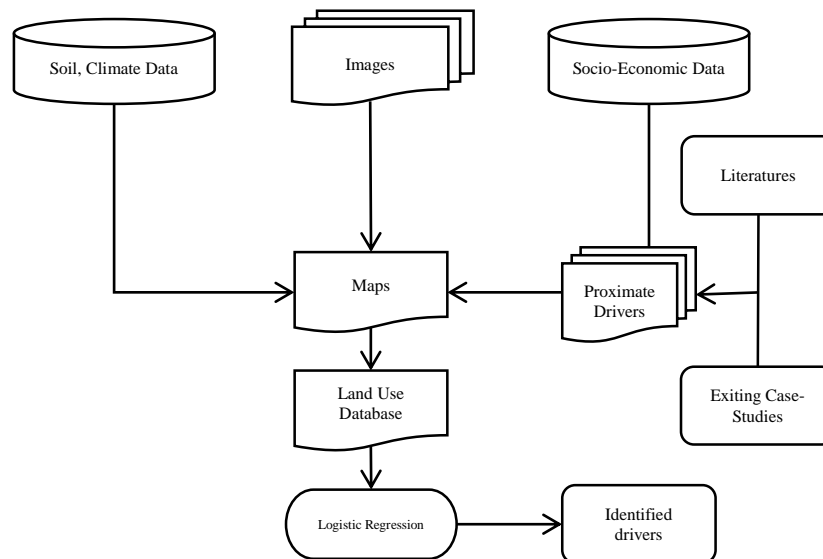 Soil, Climate Data
Images
Socio-Economic Data
Literatures
Maps
Proximate
Drivers
Land Use
Database
Exiting Case-
Studies
Logistic Regression
Identified
drivers